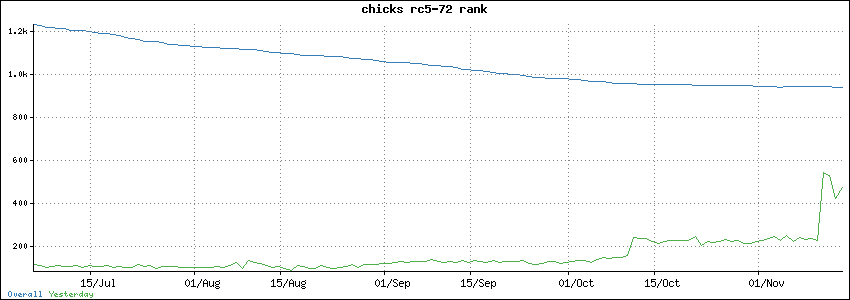 chicks rc5-72 rank
1.2k
1.0k
800
600
400
200
15/Jul 01/Aug 15/Aug 01/Sep 15/Sep 01/Oct 15/Oct 01/Nov
Overall Yesterday